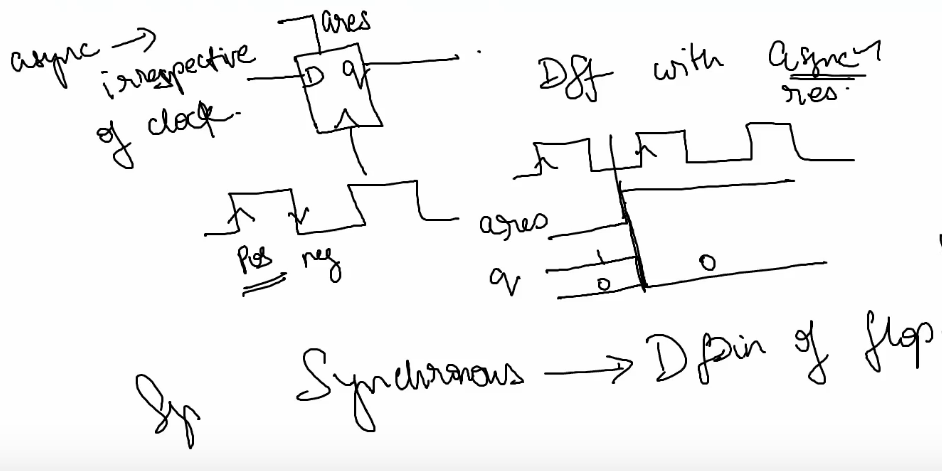 async → irrespective of clock.
ares
D q
Pos neg
Dff with async
res.
ares
q 1 0 0
Synchronous → D pin of flop
Sy